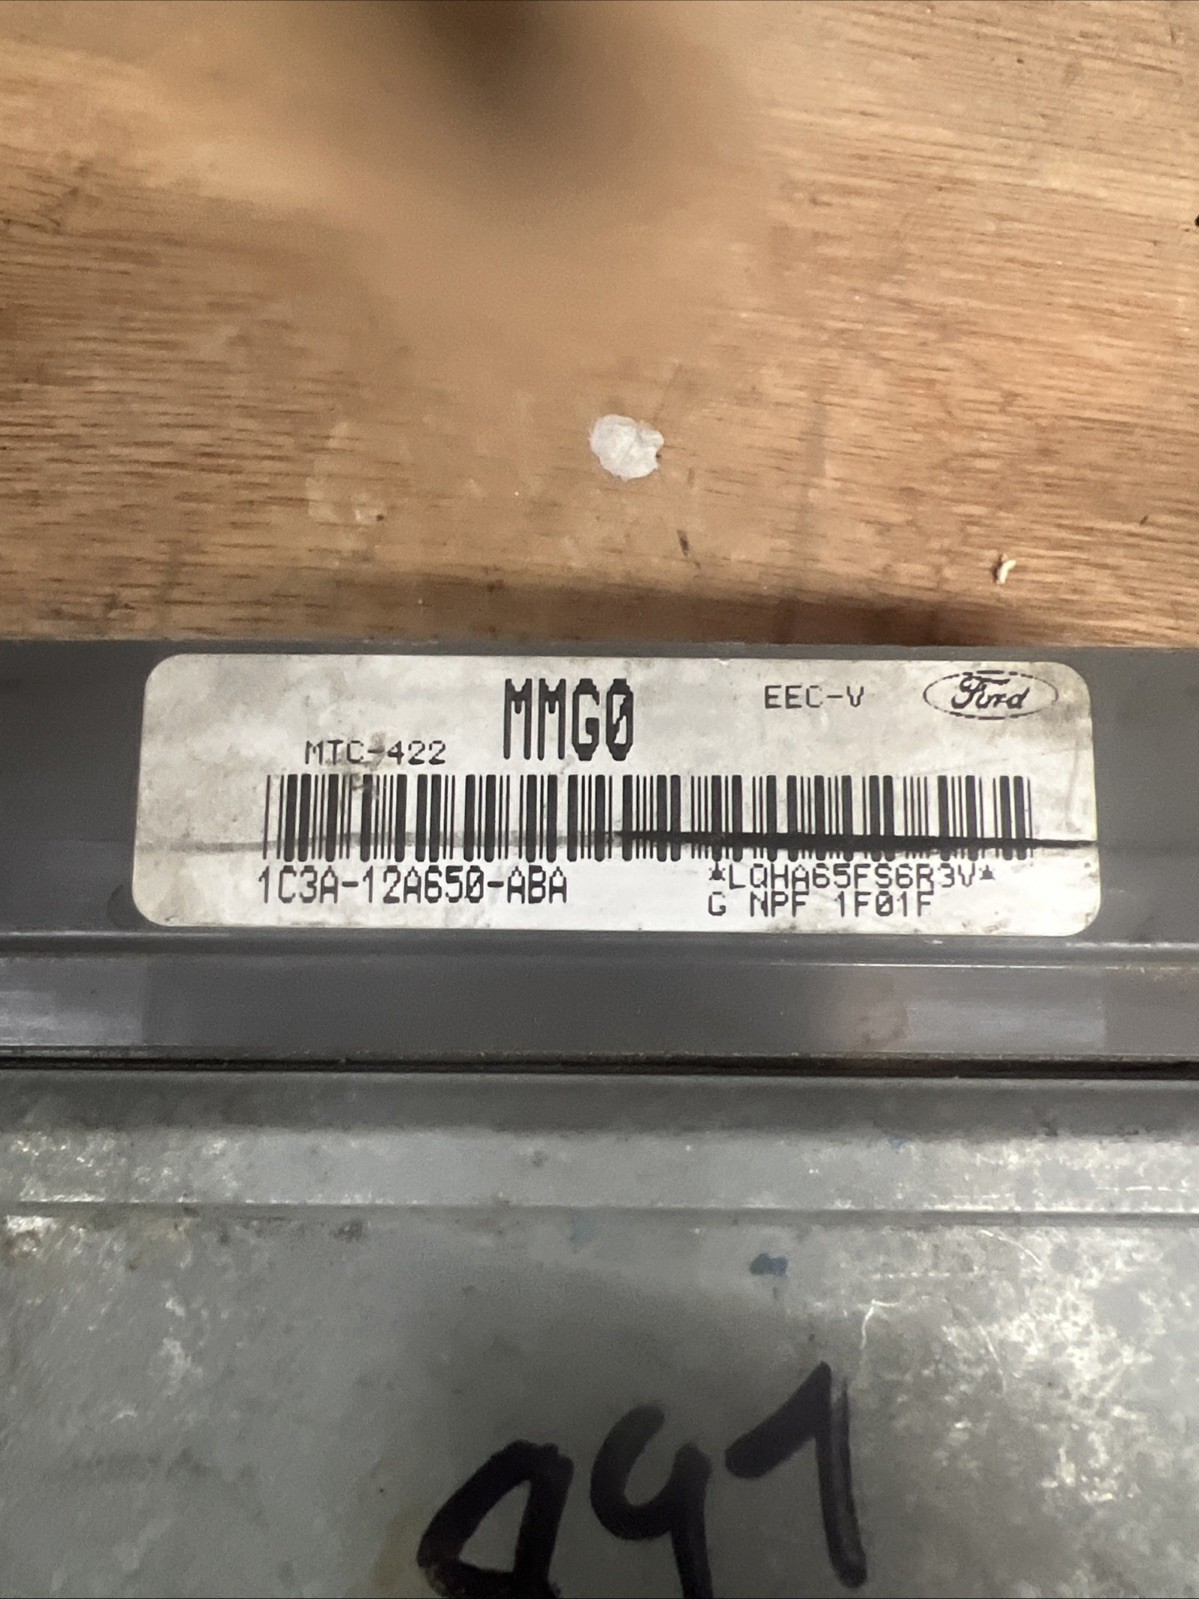 MMG0
EEC-V
Ford
MTC-422
1C3A-12A650-ABA
*LQHA65FS6R3V*
G NPF 1F01F